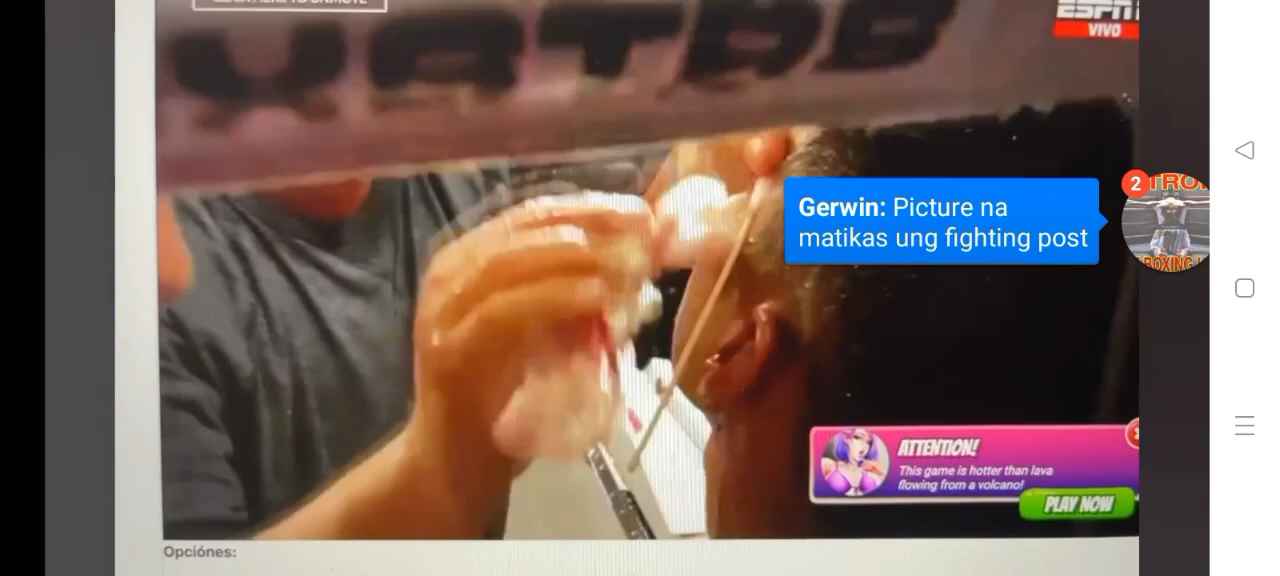 ESPN
VIVO
Gerwin: Picture na
matikas ung fighting post
2
BOXING
ATTENTION!
This game is hotter than lava
flowing from a volcano!
PLAY NOW
Opciónes: